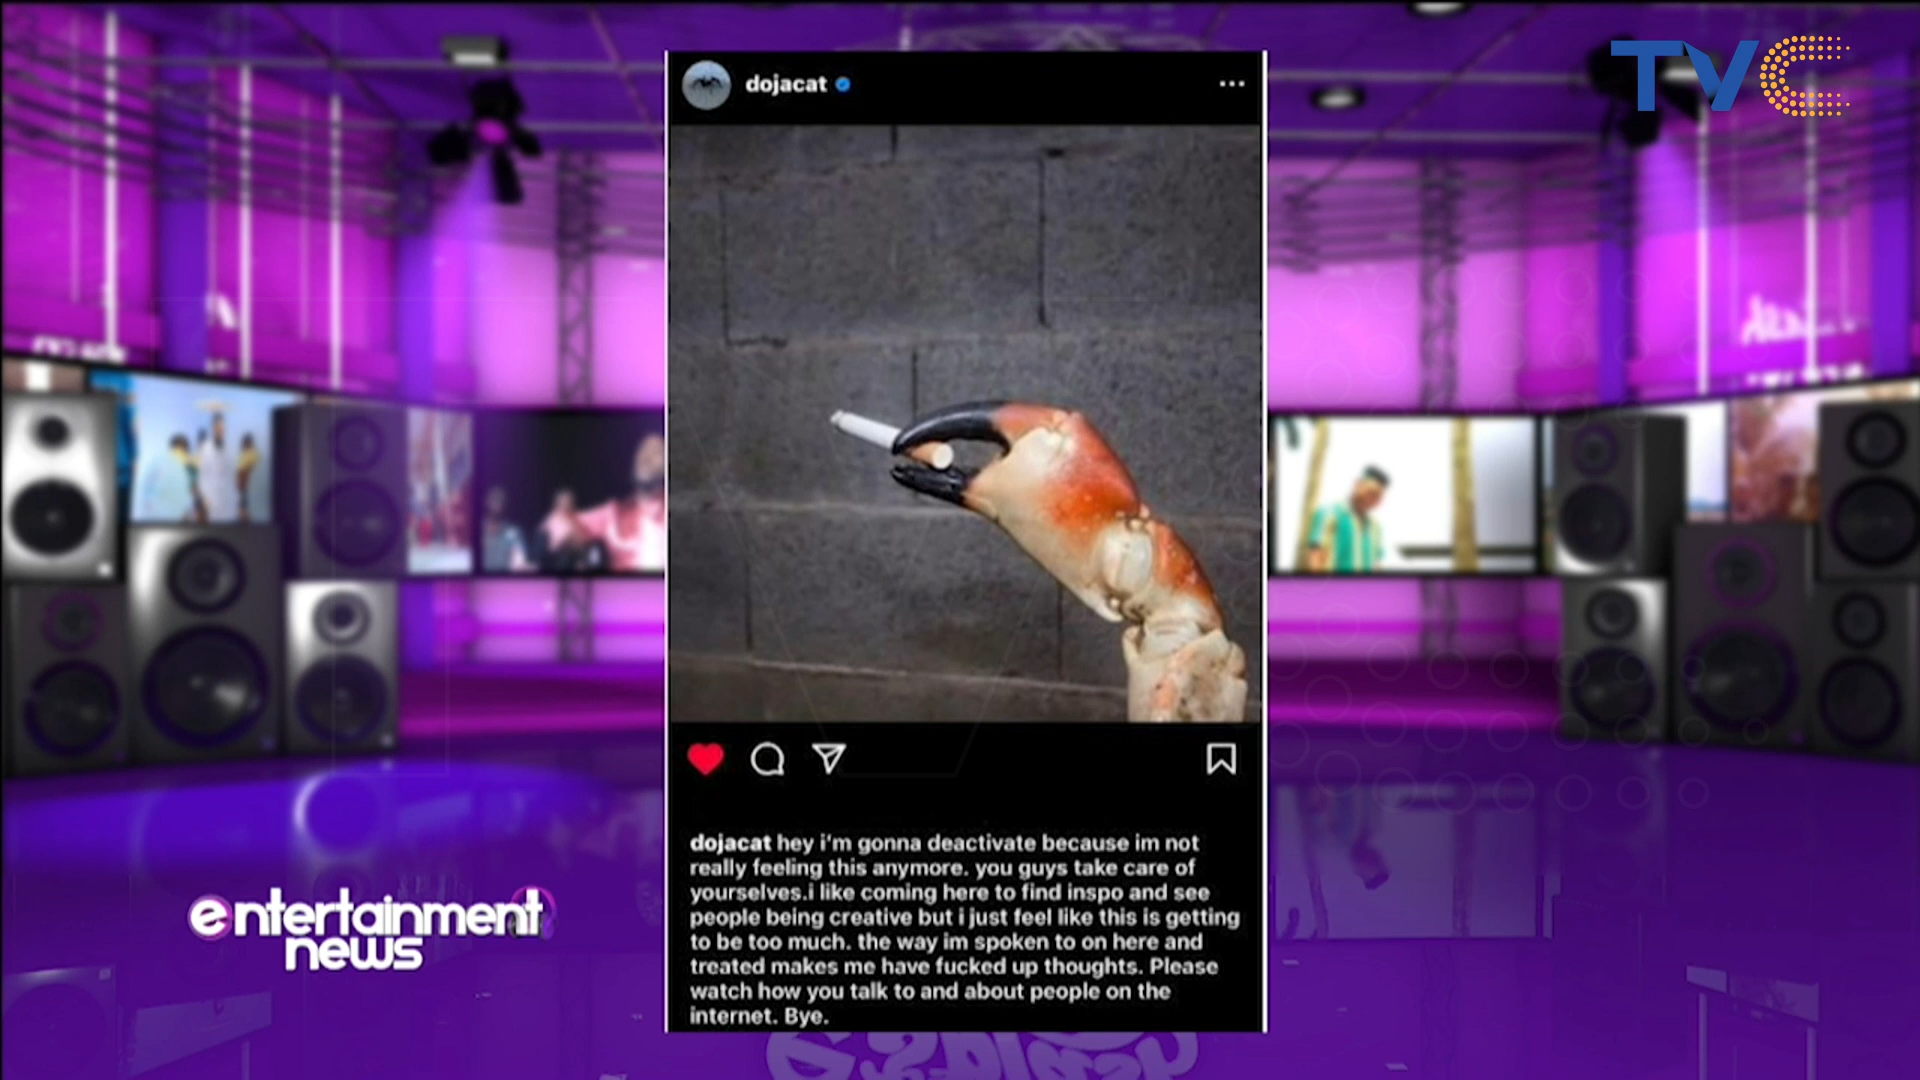 TVC
dojacat
dojacat hey i'm gonna deactivate because im not
really feeling this anymore. you guys take care of
yourselves.i like coming here to find inspo and see
people being creative but i just feel like this is getting
to be too much. the way im spoken to on here and
treated makes me have fucked up thoughts. Please
watch how you talk to and about people on the
internet. Bye.
entertainment
news